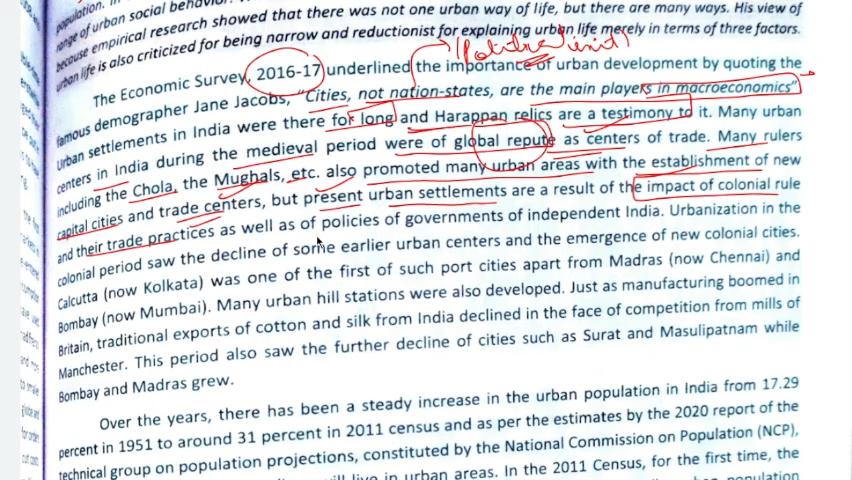 population. In
range of urban social behavior.
because empirical research showed that there was not one urban way of life, but there are many ways. His view of
urban life is also criticized for being narrow and reductionist for explaining urban life merely in terms of three factors.
(Political unit)
The Economic Survey, 2016-17 underlined the importance of urban development by quoting the
famous demographer Jane Jacobs, "Cities, not nation-states, are the main players in macroeconomics"
Urban settlements in India were there for long and Harappan relics are a testimony to it. Many urban
centers in India during the medieval period were of global repute as centers of trade. Many rulers
including the Chola, the Mughals, etc. also promoted many urban areas with the establishment of new
capital cities and trade centers, but present urban settlements are a result of the impact of colonial rule
and their trade practices as well as of policies of governments of independent India. Urbanization in the
colonial period saw the decline of some earlier urban centers and the emergence of new colonial cities.
Calcutta (now Kolkata) was one of the first of such port cities apart from Madras (now Chennai) and
Bombay (now Mumbai). Many urban hill stations were also developed. Just as manufacturing boomed in
Britain, traditional exports of cotton and silk from India declined in the face of competition from mills of
Manchester. This period also saw the further decline of cities such as Surat and Masulipatnam while
Bombay and Madras grew.
Over the years, there has been a steady increase in the urban population in India from 17.29
percent in 1951 to around 31 percent in 2011 census and as per the estimates by the 2020 report of the
technical group on population projections, constituted by the National Commission on Population (NCP),
will live in urban areas. In the 2011 Census, for the first time, the
population